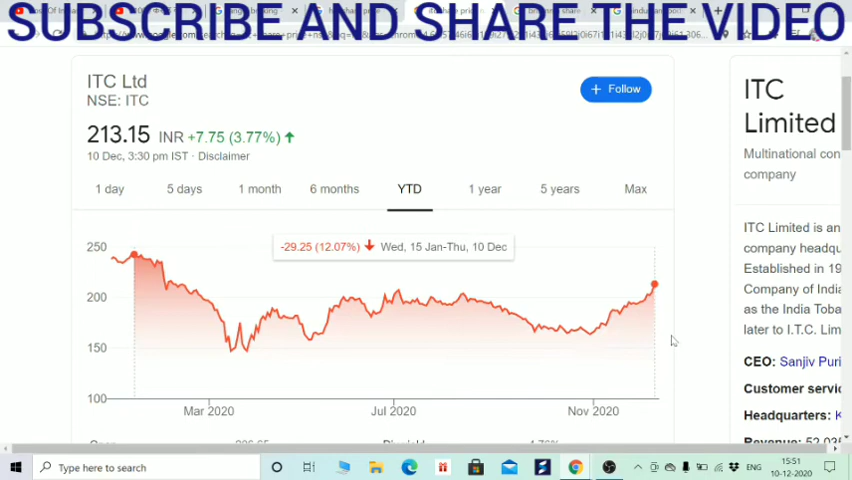 SUBSCRIBE AND SHARE THE VIDEO
ITC Ltd
NSE: ITC
+ Follow
213.15 INR +7.75 (3.77%)
10 Dec, 3:30 pm IST · Disclaimer
1 day 5 days 1 month 6 months YTD 1 year 5 years Max
-29.25 (12.07%) Wed, 15 Jan-Thu, 10 Dec
250
200
150
100
Mar 2020 Jul 2020 Nov 2020
ITC
Limited
Multinational con
company
ITC Limited is an
company headqu
Established in 19
Company of India
as the India Toba
later to I.T.C. Lim
CEO: Sanjiv Puri
Customer servic
Headquarters: K
Type here to search
ENG
15:51
10-12-2020